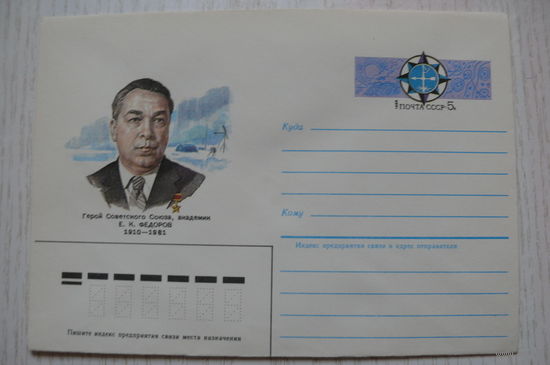 ПОЧТА СССР 5к
Куда
Герой Советского Союза, академик
Е. К. ФЕДОРОВ
1910—1981
Кому
Индекс предприятия связи и адрес отправителя
Пишите индекс предприятия связи места назначения